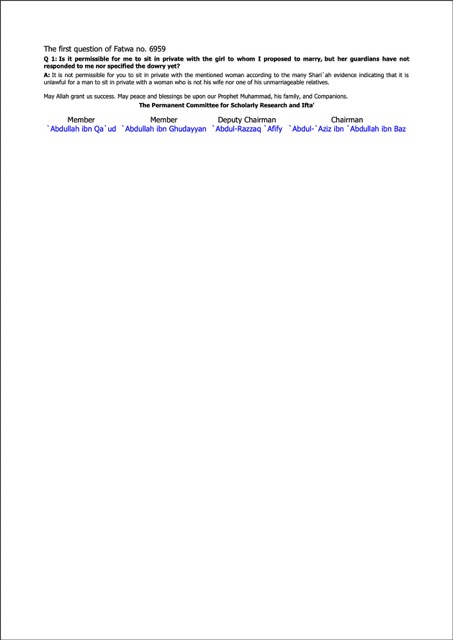 The first question of Fatwa no. 6959
Q 1: Is it permissible for me to sit in private with the girl to whom I proposed to marry, but her guardians have not
responded to me nor specified the dowry yet?
A: It is not permissible for you to sit in private with the mentioned woman according to the many Shari`ah evidence indicating that it is
unlawful for a man to sit in private with a woman who is not his wife nor one of his unmarriageable relatives.
May Allah grant us success. May peace and blessings be upon our Prophet Muhammad, his family, and Companions.
The Permanent Committee for Scholarly Research and Ifta'
Member Member Deputy Chairman Chairman
`Abdullah ibn Qa`ud `Abdullah ibn Ghudayyan `Abdul-Razzaq `Afify `Abdul-`Aziz ibn `Abdullah ibn Baz